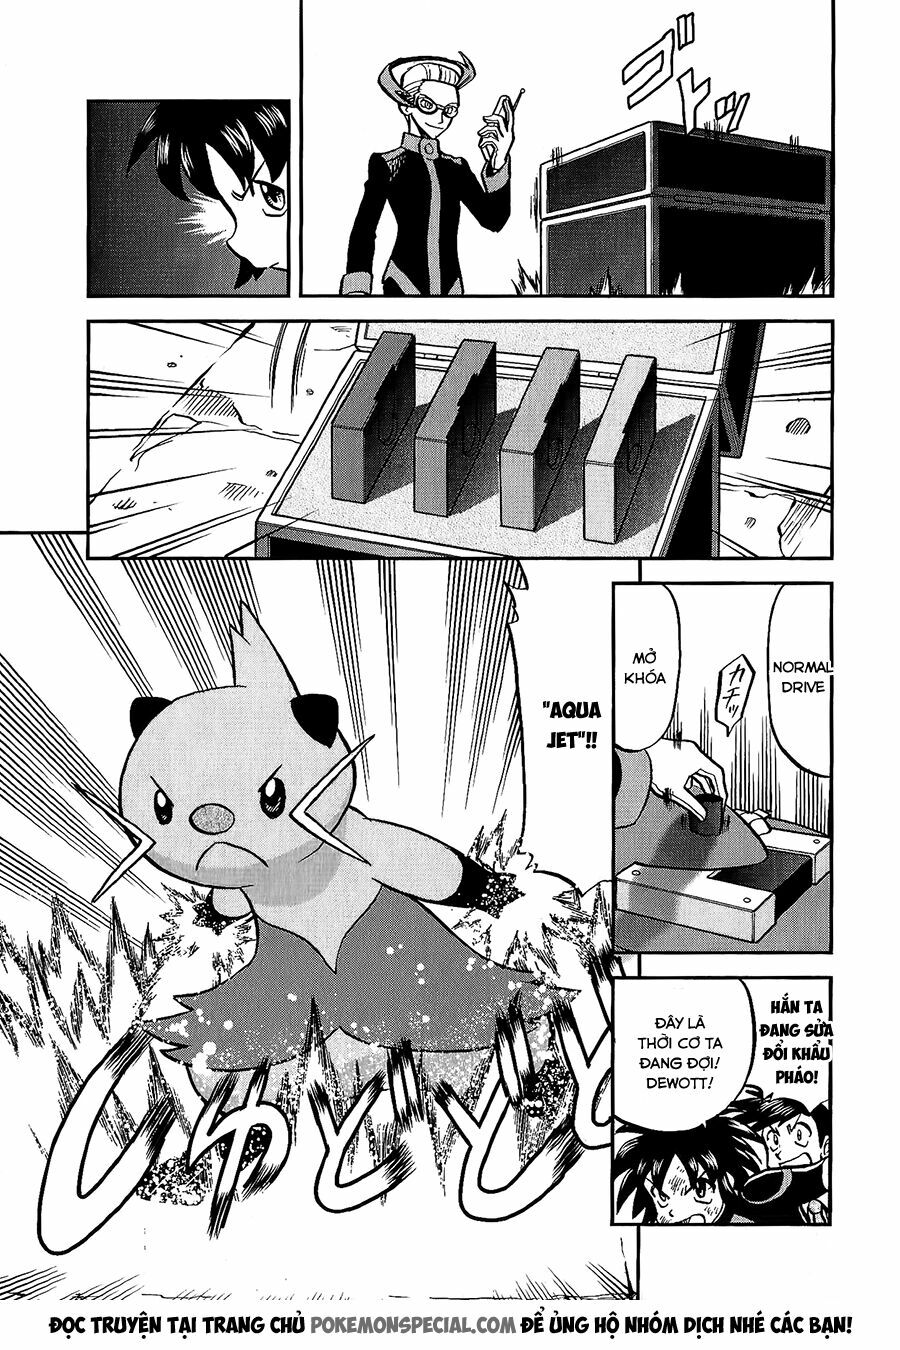 ゴトッ
NORMAL
DRIVE
カチッ
MỞ
KHÓA
HẮN TA
ĐANG SỬA
ĐỔI KHẨU
PHÁO!
ĐÂY LÀ
THỜI CƠ TA
ĐANG ĐỢI!
DEWOTT!
"AQUA
JET"!!
ĐỌC TRUYỆN TẠI TRANG CHỦ POKEMONSPECIAL.COM ĐỂ ỦNG HỘ NHÓM DỊCH NHÉ CÁC BẠN!